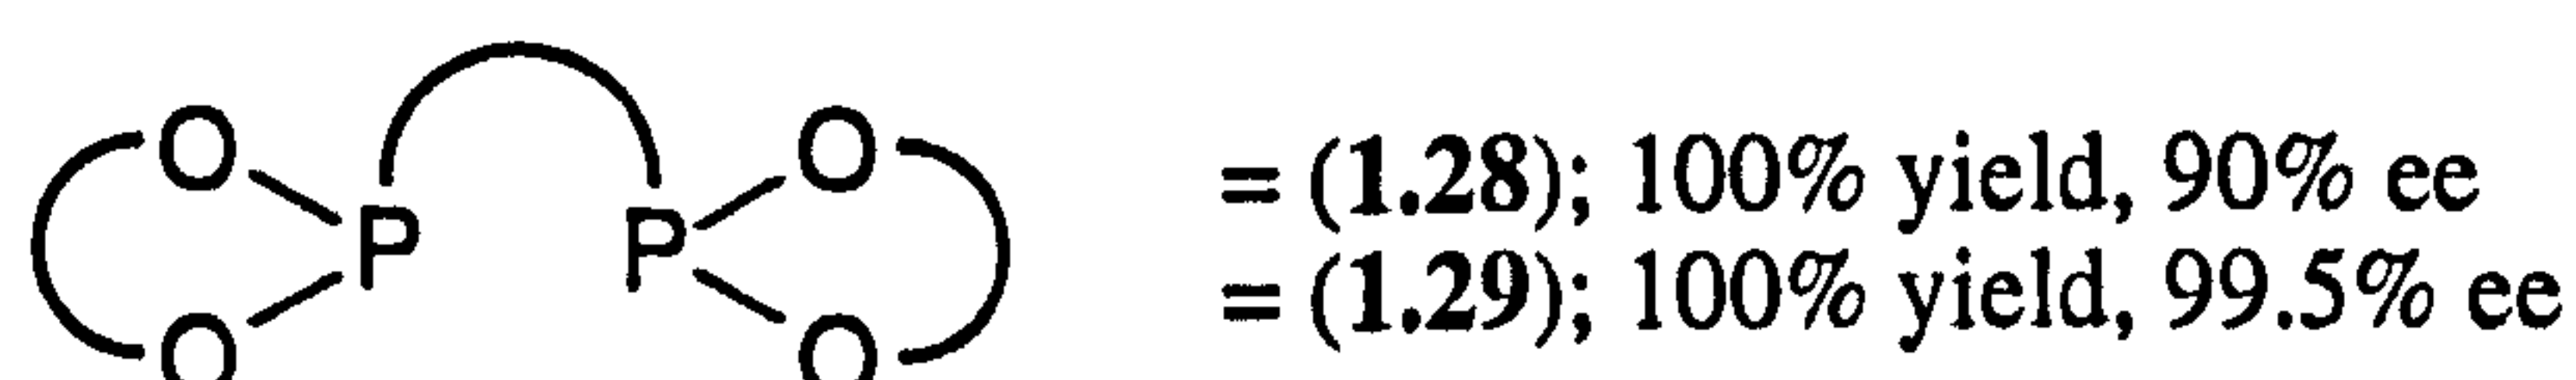 O O
P P
O O
= (1.28); 100% yield, 90% ee
= (1.29); 100% yield, 99.5% ee